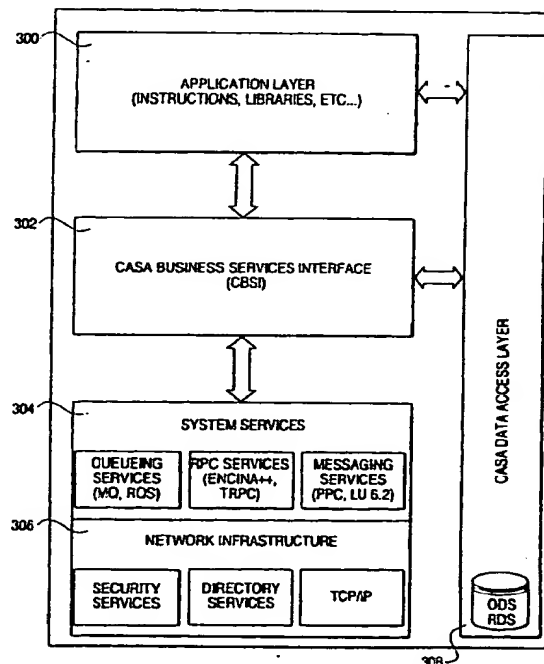 300
APPLICATION LAYER
(INSTRUCTIONS, LIBRARIES, ETC...)
302
CASA BUSINESS SERVICES INTERFACE
(CBSI)
304
SYSTEM SERVICES
QUEUEING
SERVICES
(MQ, RQS)
RPC SERVICES
(ENCINA++,
TRPC)
MESSAGING
SERVICES
(PPC, LU 6.2)
306
NETWORK INFRASTRUCTURE
SECURITY
SERVICES
DIRECTORY
SERVICES
TCP/IP
CASA DATA ACCESS LAYER
ODS
RDS
308